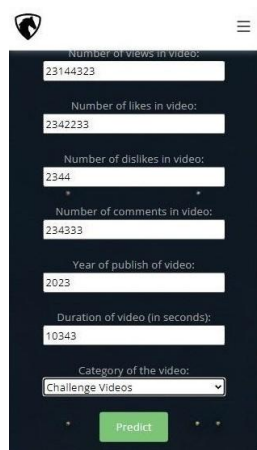 Number of views in video:
23144323
Number of likes in video:
2342233
Number of dislikes in video:
2344
Number of comments in video:
234333
Year of publish of video:
2023
Duration of video (in seconds):
10343
Category of the video:
Challenge Videos
Predict